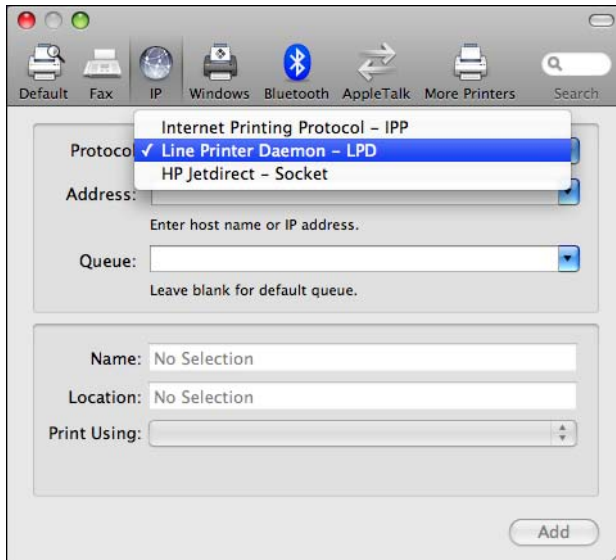 Default Fax IP Windows Bluetooth AppleTalk More Printers Search
Internet Printing Protocol – IPP
Protocol ✓ Line Printer Daemon – LPD
HP Jetdirect – Socket
Address:
Enter host name or IP address.
Queue:
Leave blank for default queue.
Name: No Selection
Location: No Selection
Print Using:
Add